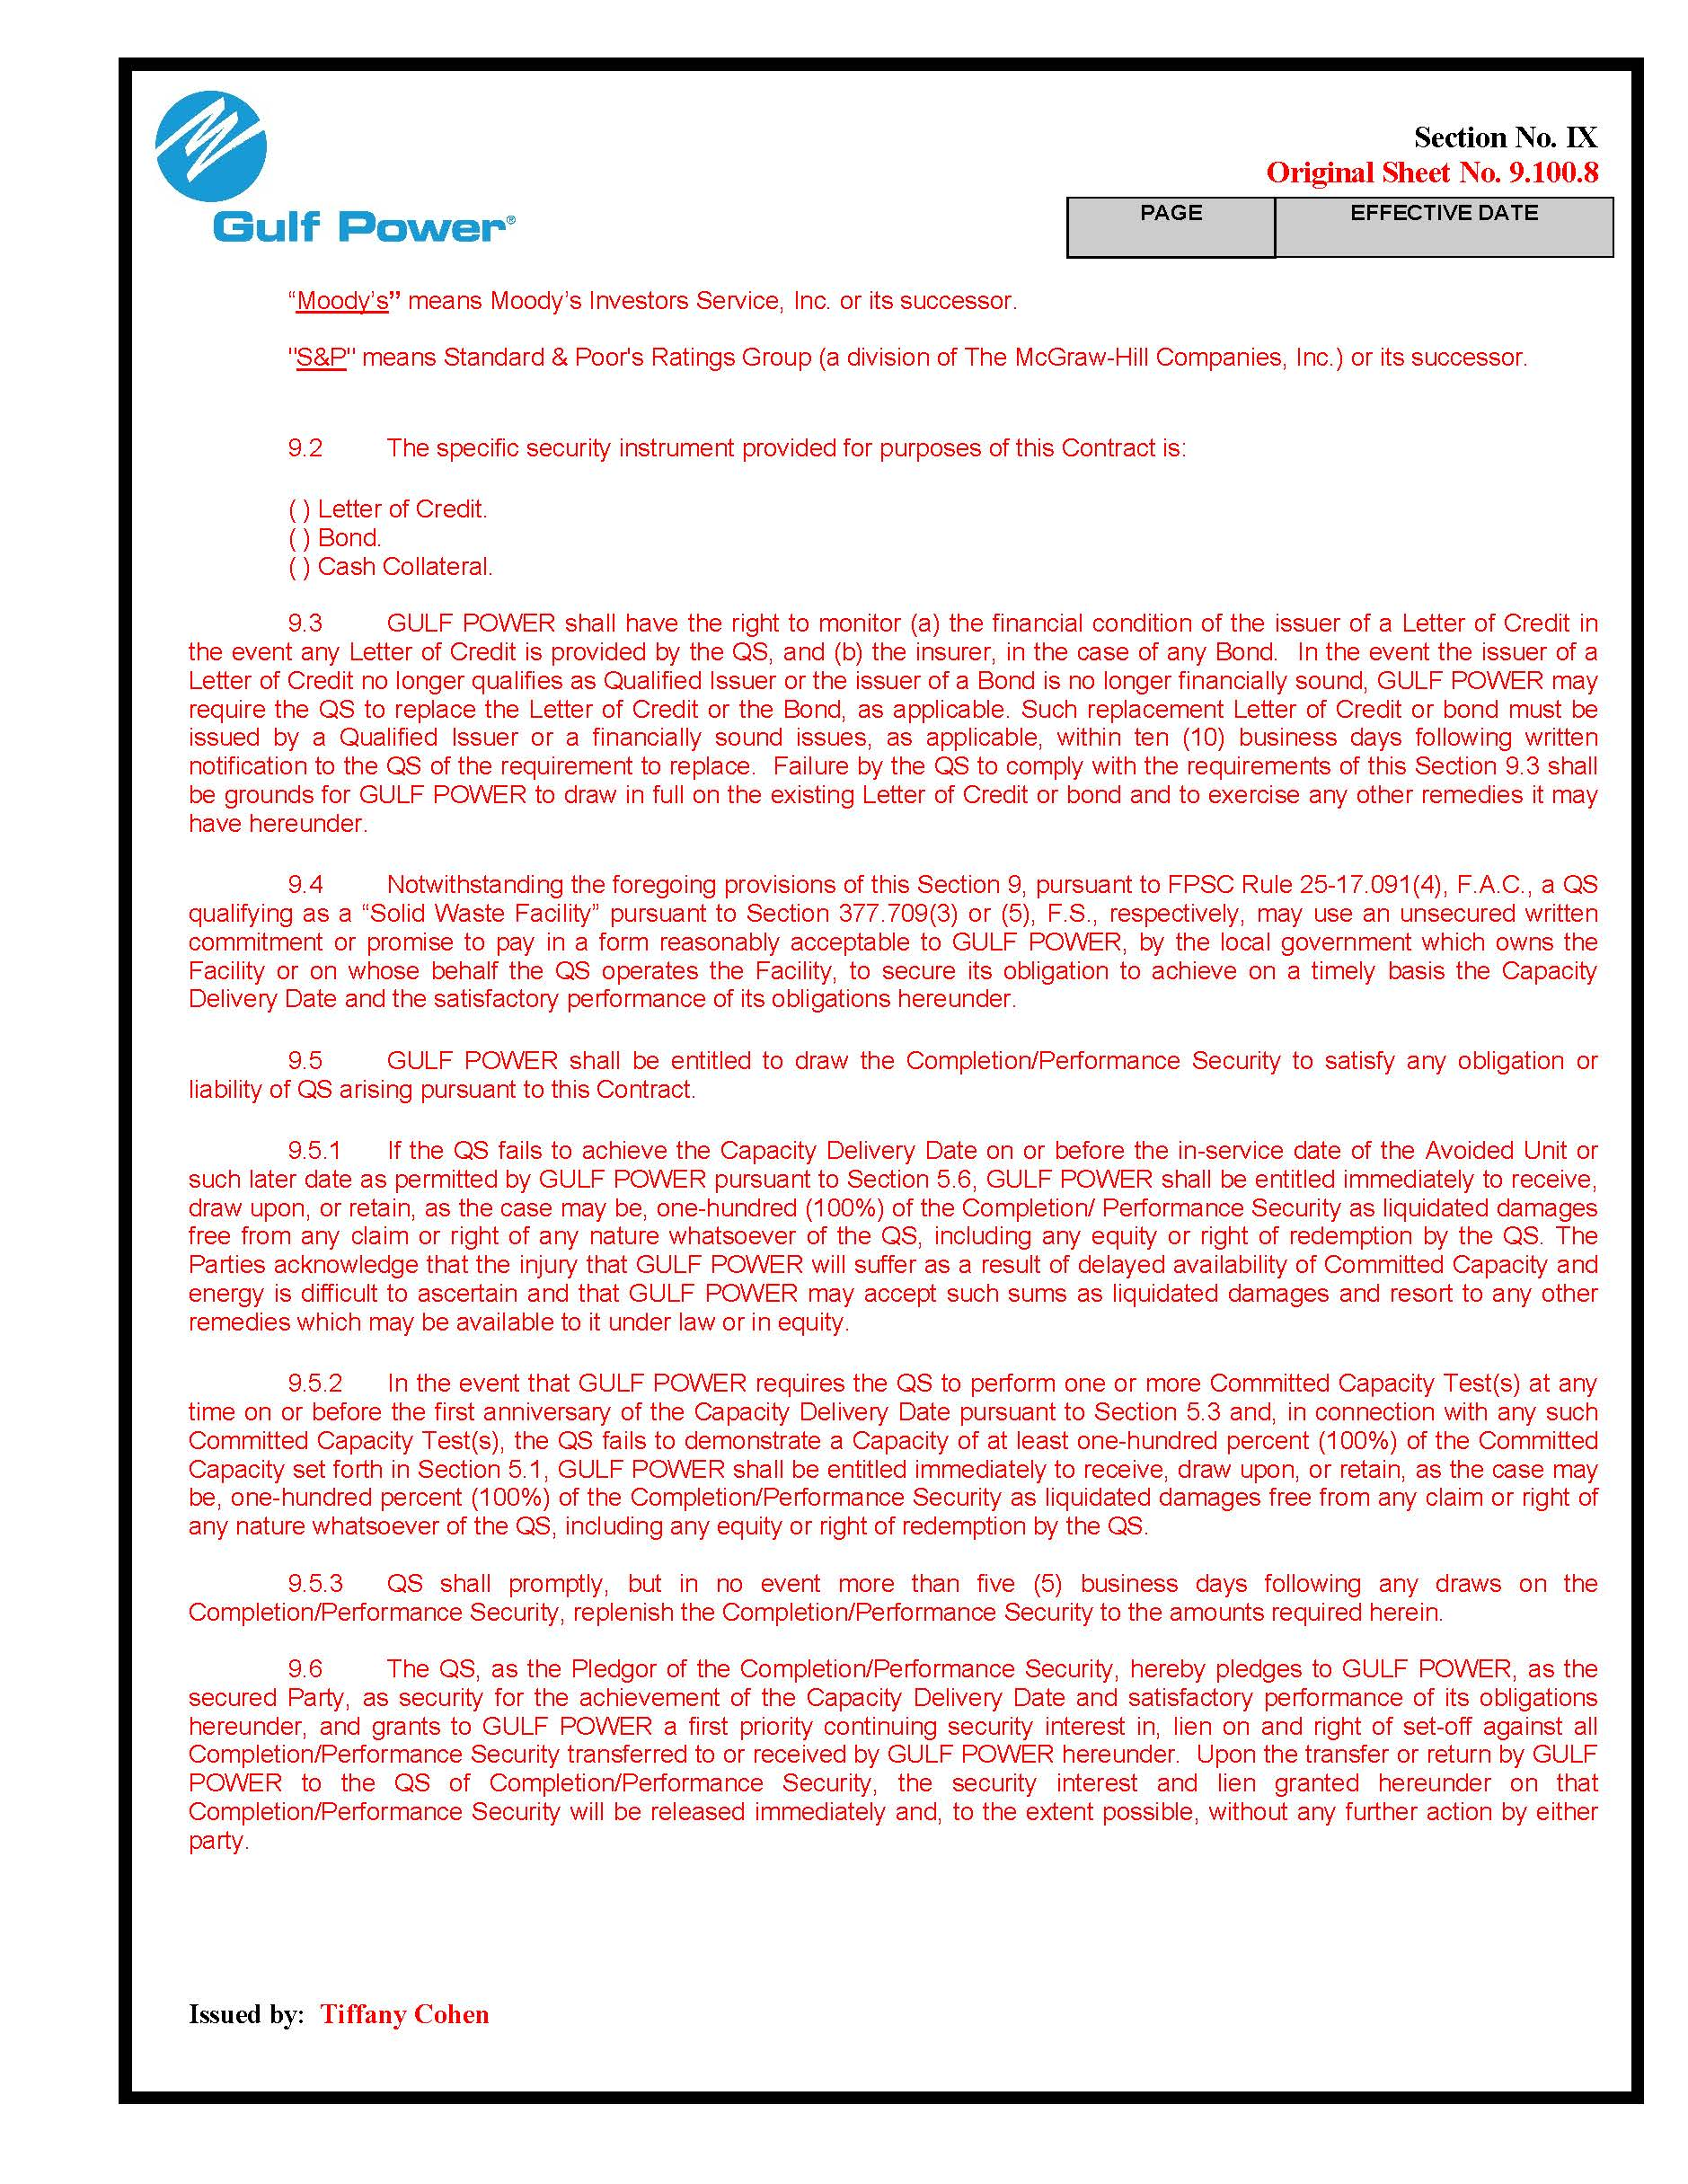 Section No. IX
Original Sheet No. 9.100.8
Gulf Power®
PAGE EFFECTIVE DATE
“Moody’s” means Moody’s Investors Service, Inc. or its successor.
"S&P" means Standard & Poor's Ratings Group (a division of The McGraw-Hill Companies, Inc.) or its successor.
9.2 The specific security instrument provided for purposes of this Contract is:
( ) Letter of Credit.
( ) Bond.
( ) Cash Collateral.
9.3 GULF POWER shall have the right to monitor (a) the financial condition of the issuer of a Letter of Credit in
the event any Letter of Credit is provided by the QS, and (b) the insurer, in the case of any Bond. In the event the issuer of a
Letter of Credit no longer qualifies as Qualified Issuer or the issuer of a Bond is no longer financially sound, GULF POWER may
require the QS to replace the Letter of Credit or the Bond, as applicable. Such replacement Letter of Credit or bond must be
issued by a Qualified Issuer or a financially sound issues, as applicable, within ten (10) business days following written
notification to the QS of the requirement to replace. Failure by the QS to comply with the requirements of this Section 9.3 shall
be grounds for GULF POWER to draw in full on the existing Letter of Credit or bond and to exercise any other remedies it may
have hereunder.
9.4 Notwithstanding the foregoing provisions of this Section 9, pursuant to FPSC Rule 25-17.091(4), F.A.C., a QS
qualifying as a “Solid Waste Facility” pursuant to Section 377.709(3) or (5), F.S., respectively, may use an unsecured written
commitment or promise to pay in a form reasonably acceptable to GULF POWER, by the local government which owns the
Facility or on whose behalf the QS operates the Facility, to secure its obligation to achieve on a timely basis the Capacity
Delivery Date and the satisfactory performance of its obligations hereunder.
9.5 GULF POWER shall be entitled to draw the Completion/Performance Security to satisfy any obligation or
liability of QS arising pursuant to this Contract.
9.5.1 If the QS fails to achieve the Capacity Delivery Date on or before the in-service date of the Avoided Unit or
such later date as permitted by GULF POWER pursuant to Section 5.6, GULF POWER shall be entitled immediately to receive,
draw upon, or retain, as the case may be, one-hundred (100%) of the Completion/ Performance Security as liquidated damages
free from any claim or right of any nature whatsoever of the QS, including any equity or right of redemption by the QS. The
Parties acknowledge that the injury that GULF POWER will suffer as a result of delayed availability of Committed Capacity and
energy is difficult to ascertain and that GULF POWER may accept such sums as liquidated damages and resort to any other
remedies which may be available to it under law or in equity.
9.5.2 In the event that GULF POWER requires the QS to perform one or more Committed Capacity Test(s) at any
time on or before the first anniversary of the Capacity Delivery Date pursuant to Section 5.3 and, in connection with any such
Committed Capacity Test(s), the QS fails to demonstrate a Capacity of at least one-hundred percent (100%) of the Committed
Capacity set forth in Section 5.1, GULF POWER shall be entitled immediately to receive, draw upon, or retain, as the case may
be, one-hundred percent (100%) of the Completion/Performance Security as liquidated damages free from any claim or right of
any nature whatsoever of the QS, including any equity or right of redemption by the QS.
9.5.3 QS shall promptly, but in no event more than five (5) business days following any draws on the
Completion/Performance Security, replenish the Completion/Performance Security to the amounts required herein.
9.6 The QS, as the Pledgor of the Completion/Performance Security, hereby pledges to GULF POWER, as the
secured Party, as security for the achievement of the Capacity Delivery Date and satisfactory performance of its obligations
hereunder, and grants to GULF POWER a first priority continuing security interest in, lien on and right of set-off against all
Completion/Performance Security transferred to or received by GULF POWER hereunder. Upon the transfer or return by GULF
POWER to the QS of Completion/Performance Security, the security interest and lien granted hereunder on that
Completion/Performance Security will be released immediately and, to the extent possible, without any further action by either
party.
Issued by: Tiffany Cohen